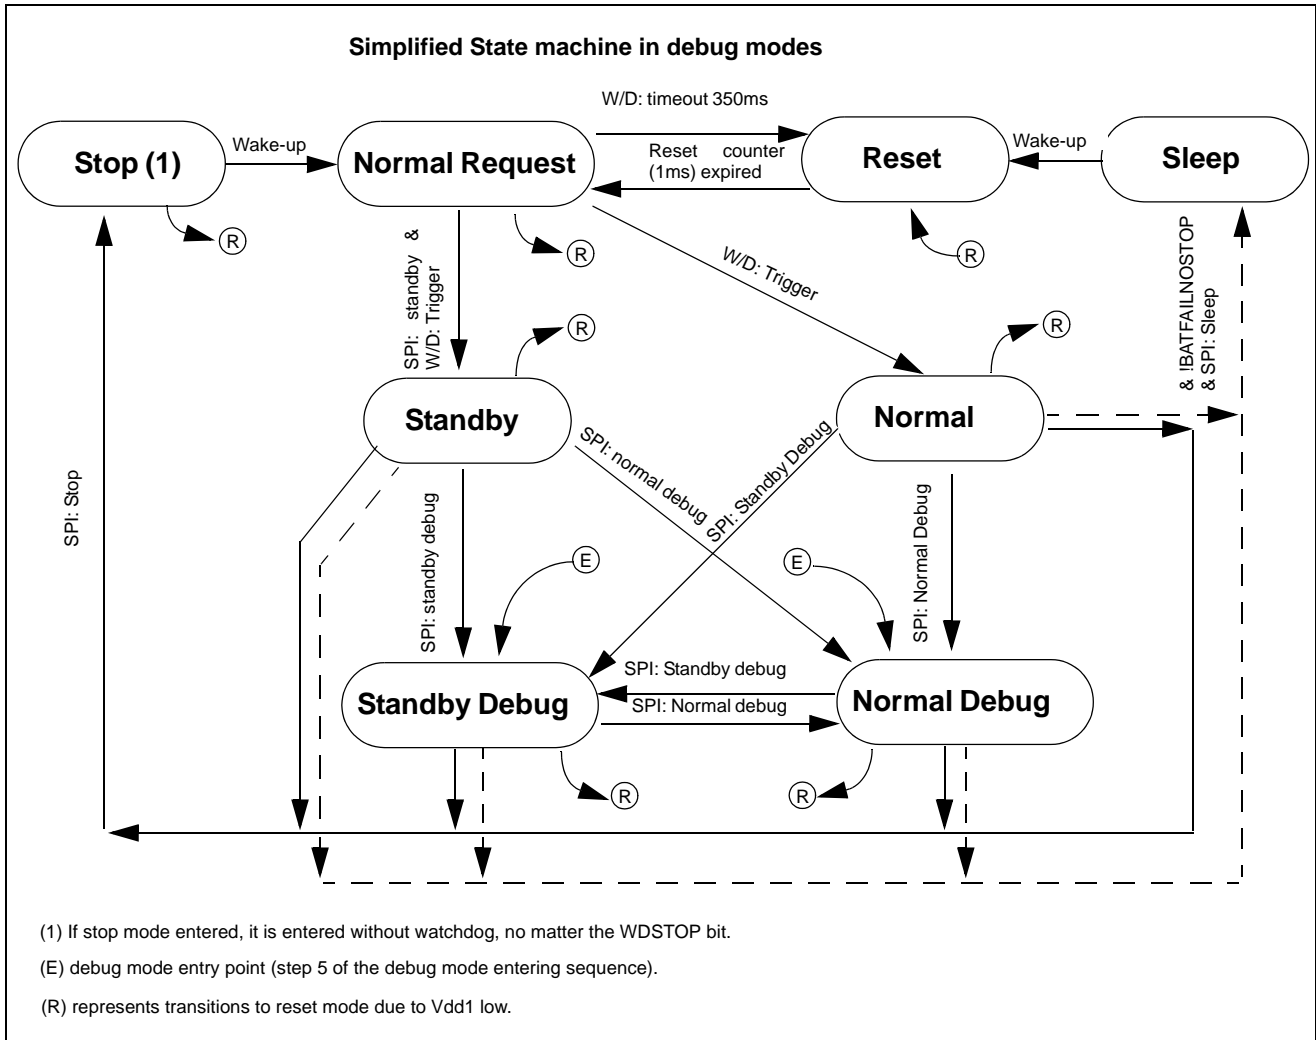 Simplified State machine in debug modes
W/D: timeout 350ms
Stop (1)
Wake-up
Normal Request
Reset counter
(1ms) expired
Reset
Wake-up
Sleep
R
R
R
SPI: standby &
W/D: Trigger
W/D: Trigger
& !BATFAILNOSTOP
& SPI: Sleep
R
R
Standby
Normal
SPI: Stop
SPI: normal debug
SPI: Standby Debug
SPI: standby debug
SPI: Normal Debug
E
E
SPI: Standby debug
Standby Debug
SPI: Normal debug
Normal Debug
R
R
(1) If stop mode entered, it is entered without watchdog, no matter the WDSTOP bit.
(E) debug mode entry point (step 5 of the debug mode entering sequence).
(R) represents transitions to reset mode due to Vdd1 low.